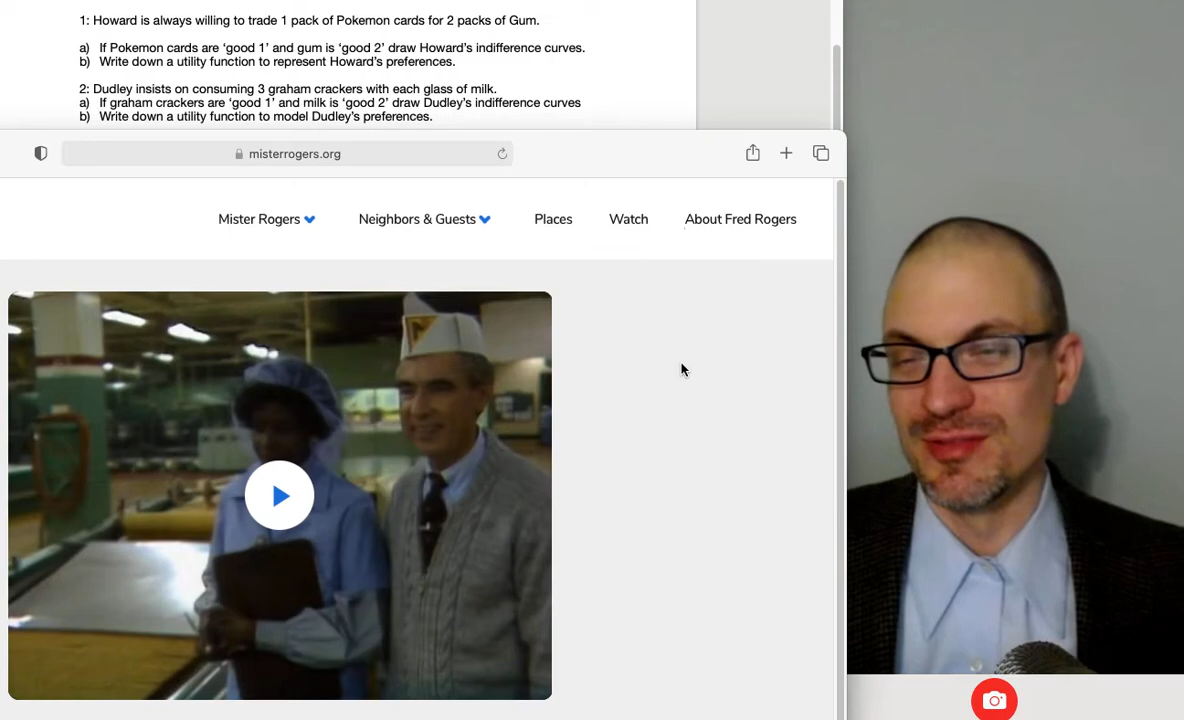 1: Howard is always willing to trade 1 pack of Pokemon cards for 2 packs of Gum.
a) If Pokemon cards are ‘good 1’ and gum is ‘good 2’ draw Howard’s indifference curves.
b) Write down a utility function to represent Howard’s preferences.
2: Dudley insists on consuming 3 graham crackers with each glass of milk.
a) If graham crackers are ‘good 1’ and milk is ‘good 2’ draw Dudley’s indifference curves
b) Write down a utility function to model Dudley’s preferences.
misterrogers.org
Mister Rogers Neighbors & Guests Places Watch About Fred Rogers